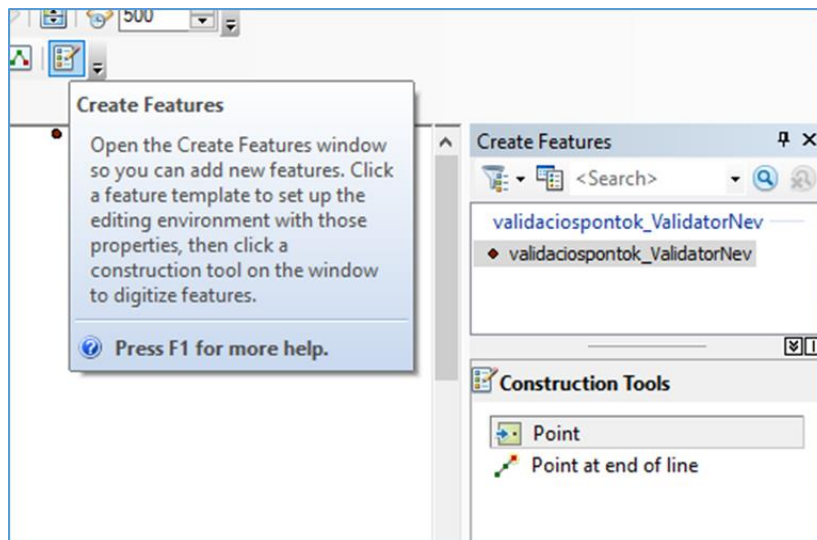 500
Create Features
Open the Create Features window
so you can add new features. Click
a feature template to set up the
editing environment with those
properties, then click a
construction tool on the window
to digitize features.
Press F1 for more help.
Create Features
<Search>
validaciospontok_ValidatorNev
validaciospontok_ValidatorNev
Construction Tools
Point
Point at end of line